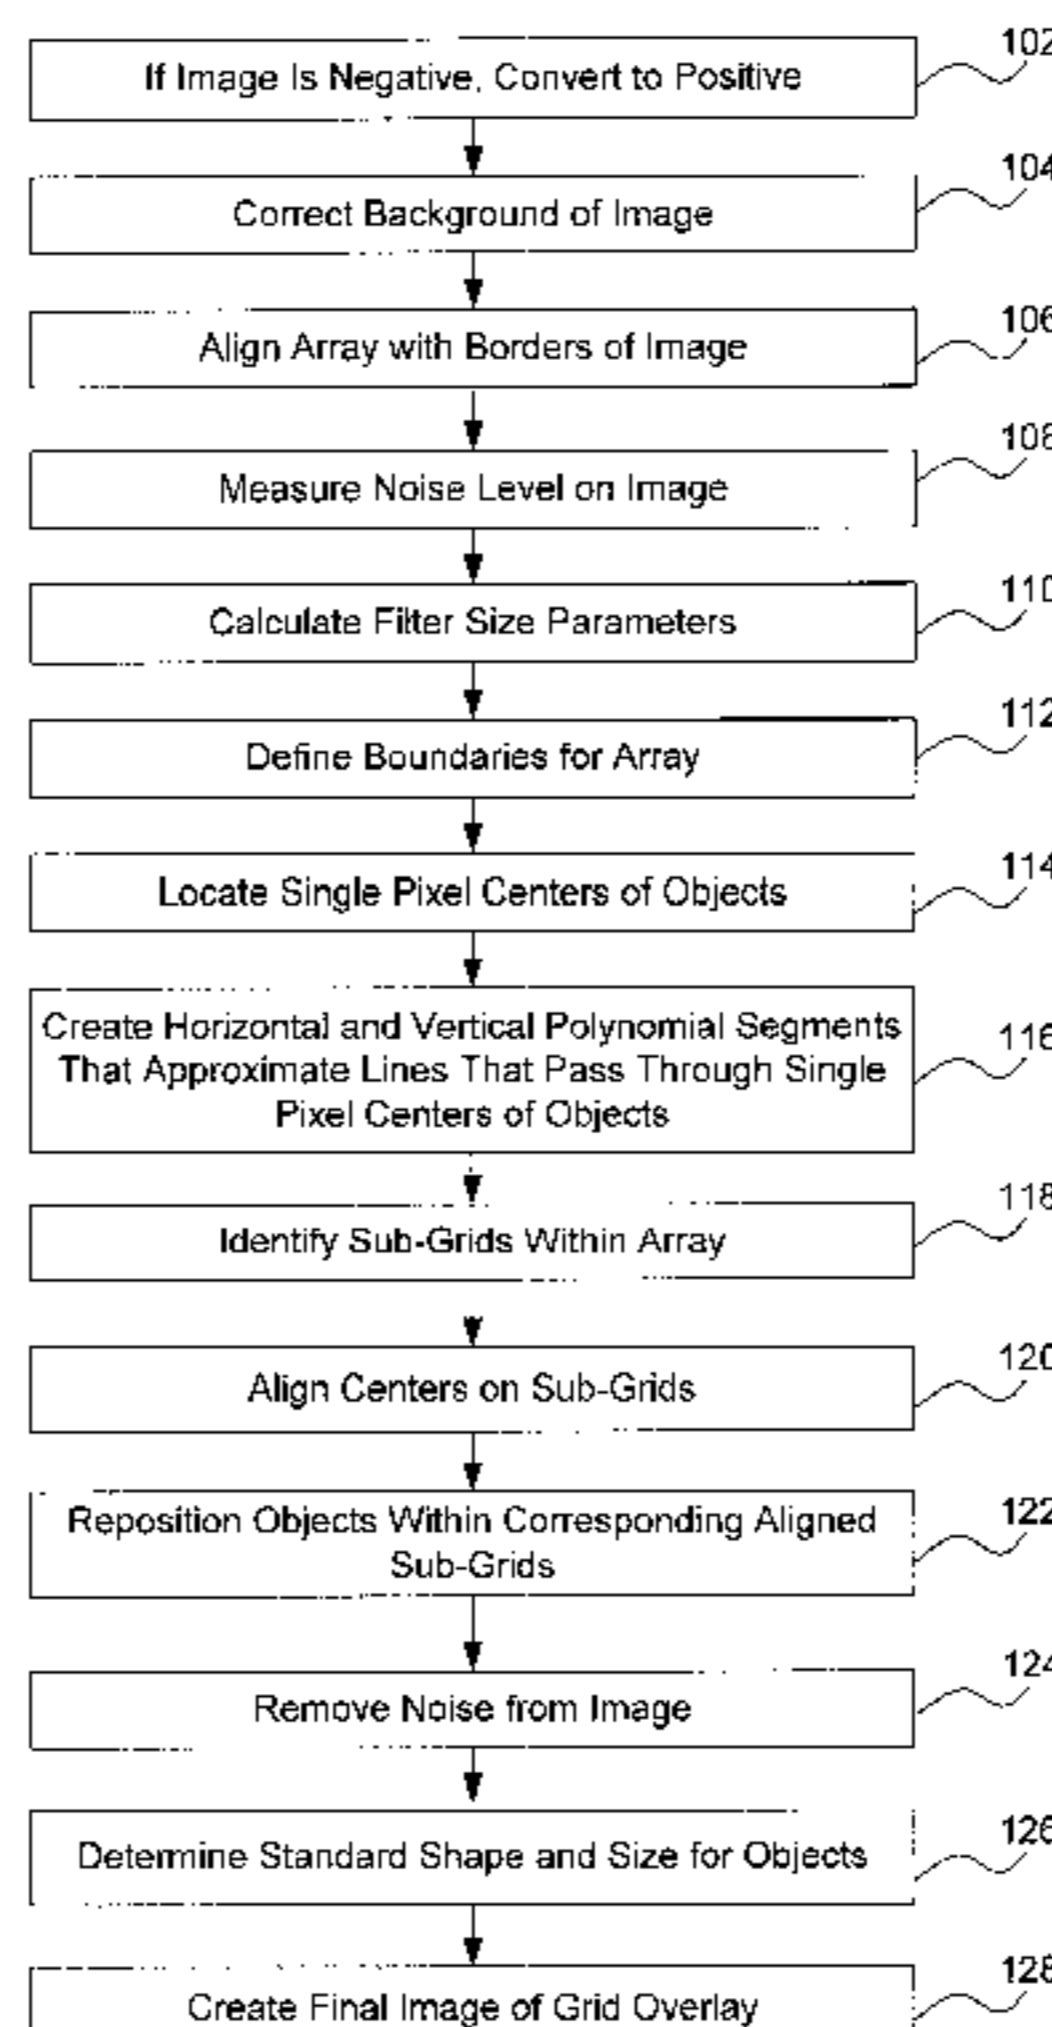 If Image Is Negative, Convert to Positive
102
Correct Background of Image
104
Align Array with Borders of Image
106
Measure Noise Level on Image
108
Calculate Filter Size Parameters
110
Define Boundaries for Array
112
Locate Single Pixel Centers of Objects
114
Create Horizontal and Vertical Polynomial Segments
That Approximate Lines That Pass Through Single
Pixel Centers of Objects
116
Identify Sub-Grids Within Array
118
Align Centers on Sub-Grids
120
Reposition Objects Within Corresponding Aligned
Sub-Grids
122
Remove Noise from Image
124
Determine Standard Shape and Size for Objects
126
Create Final Image of Grid Overlay
128